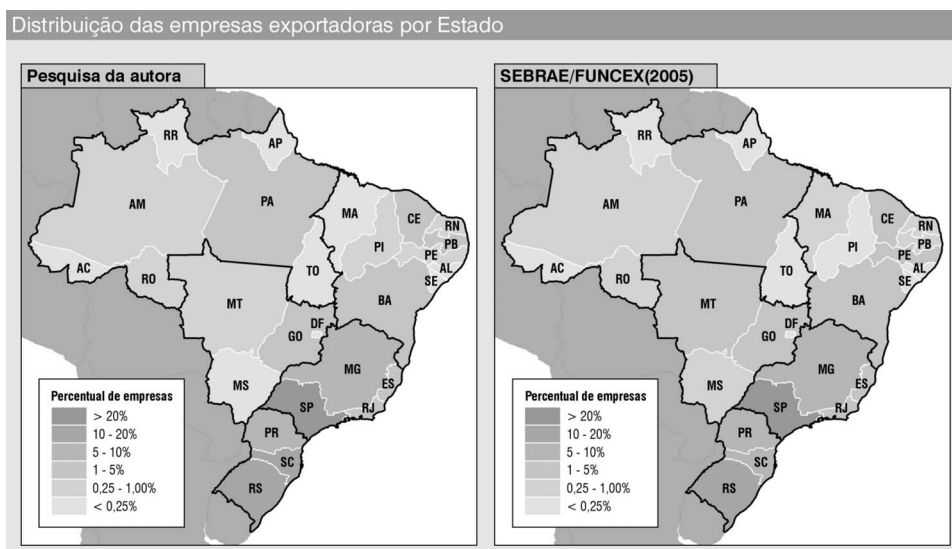 Distribuição das empresas exportadoras por Estado
Pesquisa da autora
RR
AP
AM
PA
MA
CE
RN
PB
PE
PI
AL
SE
AC
TO
RO
BA
MT
DF
GO
MG
MS
ES
SP
RJ
PR
SC
RS
Percentual de empresas
> 20%
10 - 20%
5 - 10%
1 - 5%
0,25 - 1,00%
< 0,25%
SEBRAE/FUNCEX(2005)
RR
AP
AM
PA
MA
CE
RN
PB
PE
PI
AL
SE
AC
TO
RO
BA
MT
DF
GO
MG
MS
ES
SP
RJ
PR
SC
RS
Percentual de empresas
> 20%
10 - 20%
5 - 10%
1 - 5%
0,25 - 1,00%
< 0,25%